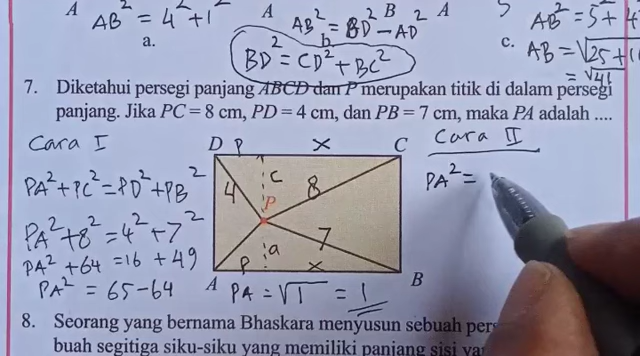 A AB² = 4² + 1²
a.
A B A
AB² = BD² - AD²
b.
BD² = CD² + BC²
AB² = 5² + 4
c. AB = √25 + 1
= √41
7. Diketahui persegi panjang ABCD dan P merupakan titik di dalam persegi
panjang. Jika PC = 8 cm, PD = 4 cm, dan PB = 7 cm, maka PA adalah ....
Cara I
PA² + PC² = PD² + PB²
PA² + 8² = 4² + 7²
PA² + 64 = 16 + 49
PA² = 65 - 64
D P x C
4 c 8
P
a 7
A P x B
PA = √1 = 1
Cara II
PA² =
8. Seorang yang bernama Bhaskara menyusun sebuah per
buah segitiga siku-siku yang memiliki panjang sisi